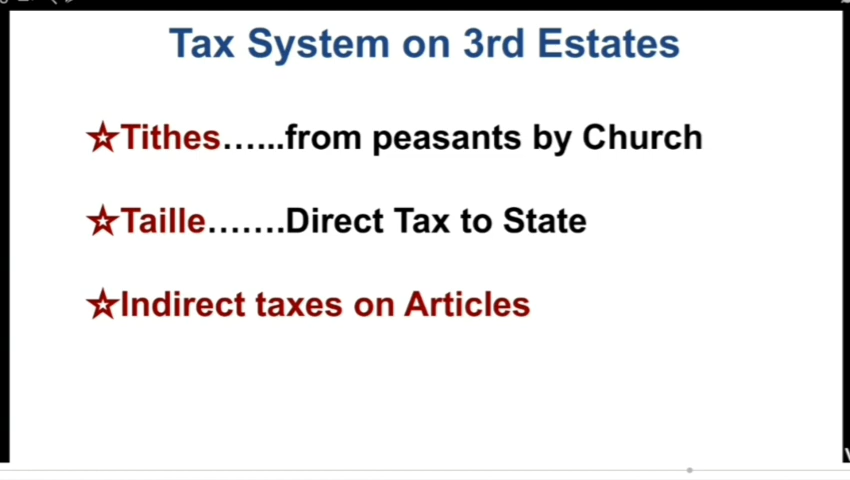 Tax System on 3rd Estates
☆Tithes…...from peasants by Church
☆Taille…….Direct Tax to State
☆Indirect taxes on Articles